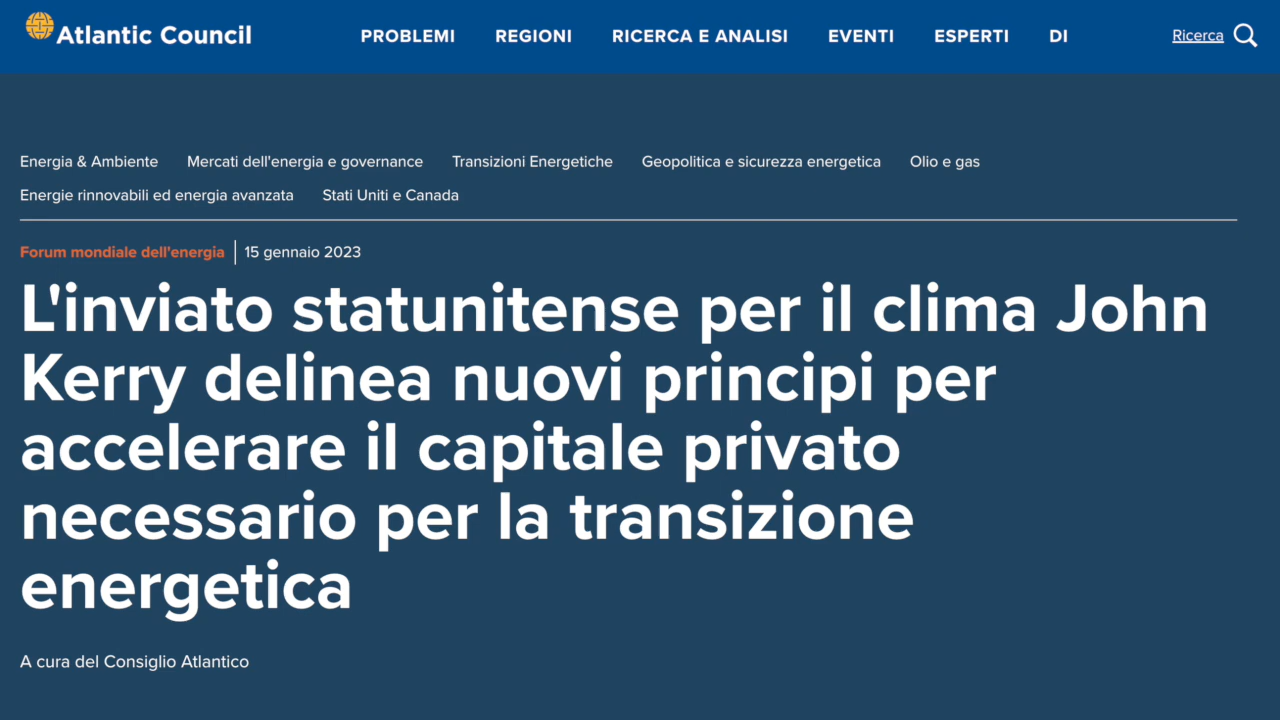 Atlantic Council
PROBLEMI REGIONI RICERCA E ANALISI EVENTI ESPERTI DI Ricerca
Energia & Ambiente Mercati dell'energia e governance Transizioni Energetiche Geopolitica e sicurezza energetica Olio e gas
Energie rinnovabili ed energia avanzata Stati Uniti e Canada
Forum mondiale dell'energia 15 gennaio 2023
L'inviato statunitense per il clima John
Kerry delinea nuovi principi per
accelerare il capitale privato
necessario per la transizione
energetica
A cura del Consiglio Atlantico